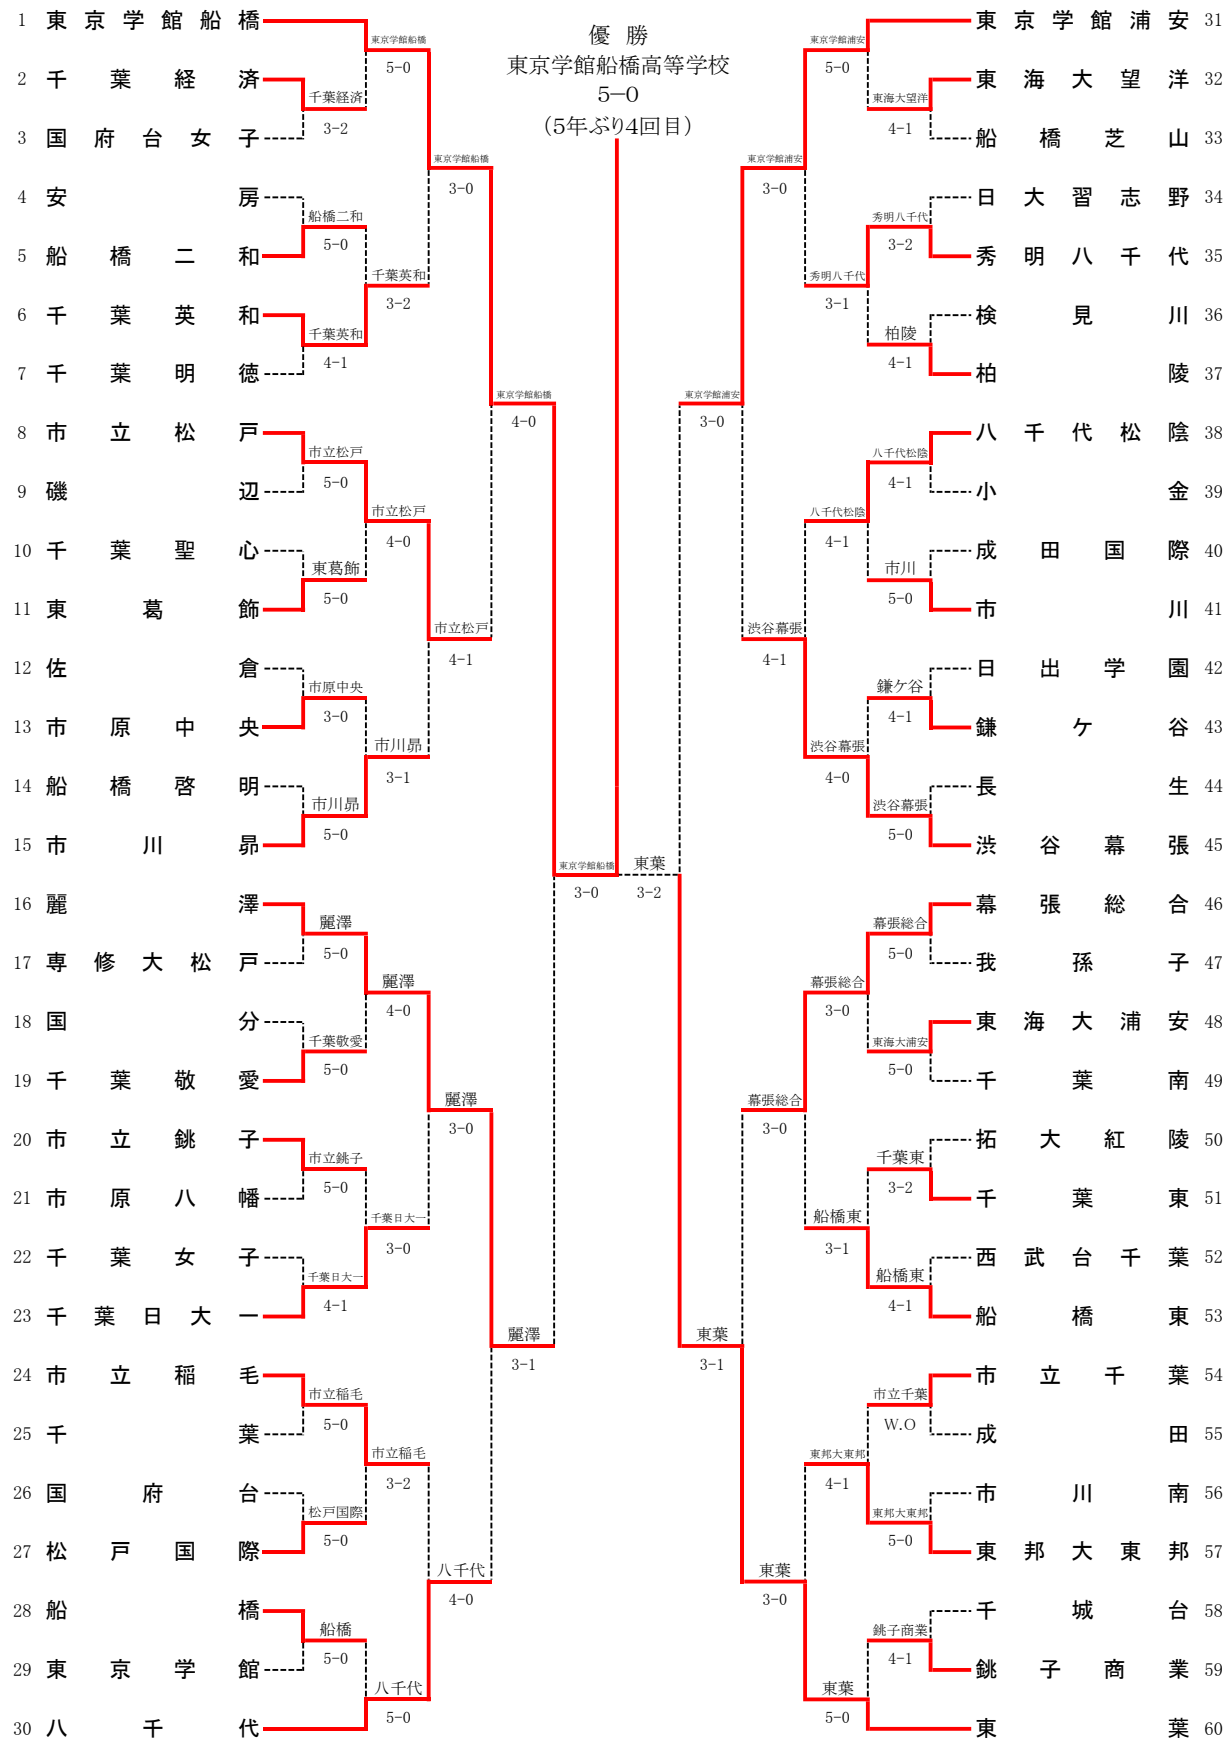 優勝
東京学館船橋高等学校
5-0
（5年ぶり4回目）
1 東京学館船橋
2 千葉経済
3 国府台女子
4 安房
5 船橋二和
6 千葉英和
7 千葉明徳
8 市立松戸
9 磯辺
10 千葉聖心
11 東葛飾
12 佐倉
13 市原中央
14 船橋啓明
15 市川昴
16 麗澤
17 専修大松戸
18 国分
19 千葉敬愛
20 市立銚子
21 市原八幡
22 千葉女子
23 千葉日大一
24 市立稲毛
25 千葉
26 国府台
27 松戸国際
28 船橋
29 東京学館
30 八千代
千葉経済
3-2
船橋二和
5-0
千葉英和
4-1
市立松戸
5-0
東葛飾
5-0
市原中央
3-0
市川昴
5-0
麗澤
5-0
千葉敬愛
5-0
市立銚子
5-0
千葉日大一
4-1
市立稲毛
5-0
松戸国際
5-0
船橋
5-0
東京学館船橋
5-0
千葉英和
3-2
市立松戸
4-0
市川昴
3-1
麗澤
4-0
千葉日大一
3-0
市立稲毛
3-2
八千代
5-0
東京学館船橋
3-0
市立松戸
4-1
麗澤
3-0
八千代
4-0
東京学館船橋
4-0
麗澤
3-1
東京学館船橋
3-0
東葉
3-2
東京学館浦安
3-0
東葉
3-1
東京学館浦安
3-0
渋谷幕張
4-1
幕張総合
3-0
東葉
3-0
東京学館浦安
5-0
秀明八千代
3-1
八千代松陰
4-1
渋谷幕張
4-0
幕張総合
3-0
船橋東
3-1
東邦大東邦
4-1
東葉
5-0
東海大望洋
4-1
秀明八千代
3-2
柏陵
4-1
八千代松陰
4-1
市川
5-0
鎌ケ谷
4-1
渋谷幕張
5-0
幕張総合
5-0
東海大浦安
5-0
千葉東
3-2
船橋東
4-1
市立千葉
W.O
東邦大東邦
5-0
銚子商業
4-1
東京学館浦安 31
東海大望洋 32
船橋芝山 33
日大習志野 34
秀明八千代 35
検見川 36
柏陵 37
八千代松陰 38
小金 39
成田国際 40
市川 41
日出学園 42
鎌ケ谷 43
長生 44
渋谷幕張 45
幕張総合 46
我孫子 47
東海大浦安 48
千葉南 49
拓大紅陵 50
千葉東 51
西武台千葉 52
船橋東 53
市立千葉 54
成田 55
市川南 56
東邦大東邦 57
千城台 58
銚子商業 59
東葉 60